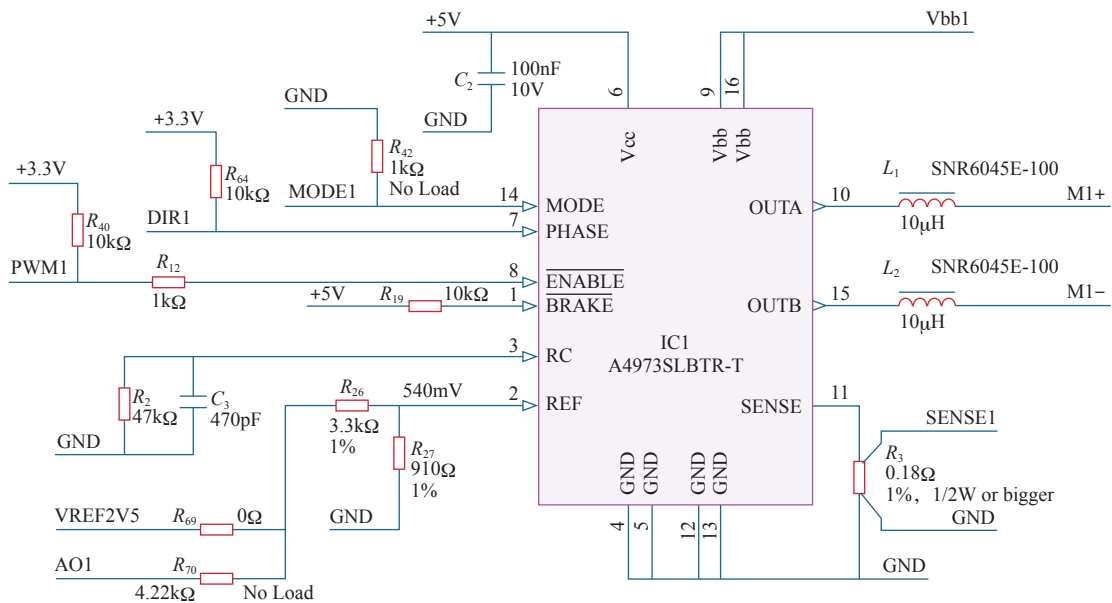 +5V
Vbb1
C₂
100nF
10V
GND
GND
6
9
16
+3.3V
R₄₂
1kΩ
No Load
Vcc
Vbb
Vbb
+3.3V
R₆₄
10kΩ
MODE1
14
MODE
OUTA
10
L₁
SNR6045E-100
10μH
M1+
R₄₀
10kΩ
DIR1
7
PHASE
PWM1
R₁₂
1kΩ
8
ENABLE
+5V
R₁₉
10kΩ
1
BRAKE
OUTB
15
L₂
SNR6045E-100
10μH
M1−
IC1
A4973SLBTR-T
3
RC
R₂
47kΩ
C₃
470pF
GND
R₂₆
3.3kΩ
1%
540mV
2
REF
SENSE
11
SENSE1
R₂₇
910Ω
1%
GND
R₃
0.18Ω
1%，1/2W or bigger
GND
GND
GND
GND
GND
4
5
12
13
GND
VREF2V5
R₆₉
0Ω
AO1
R₇₀
4.22kΩ
No Load